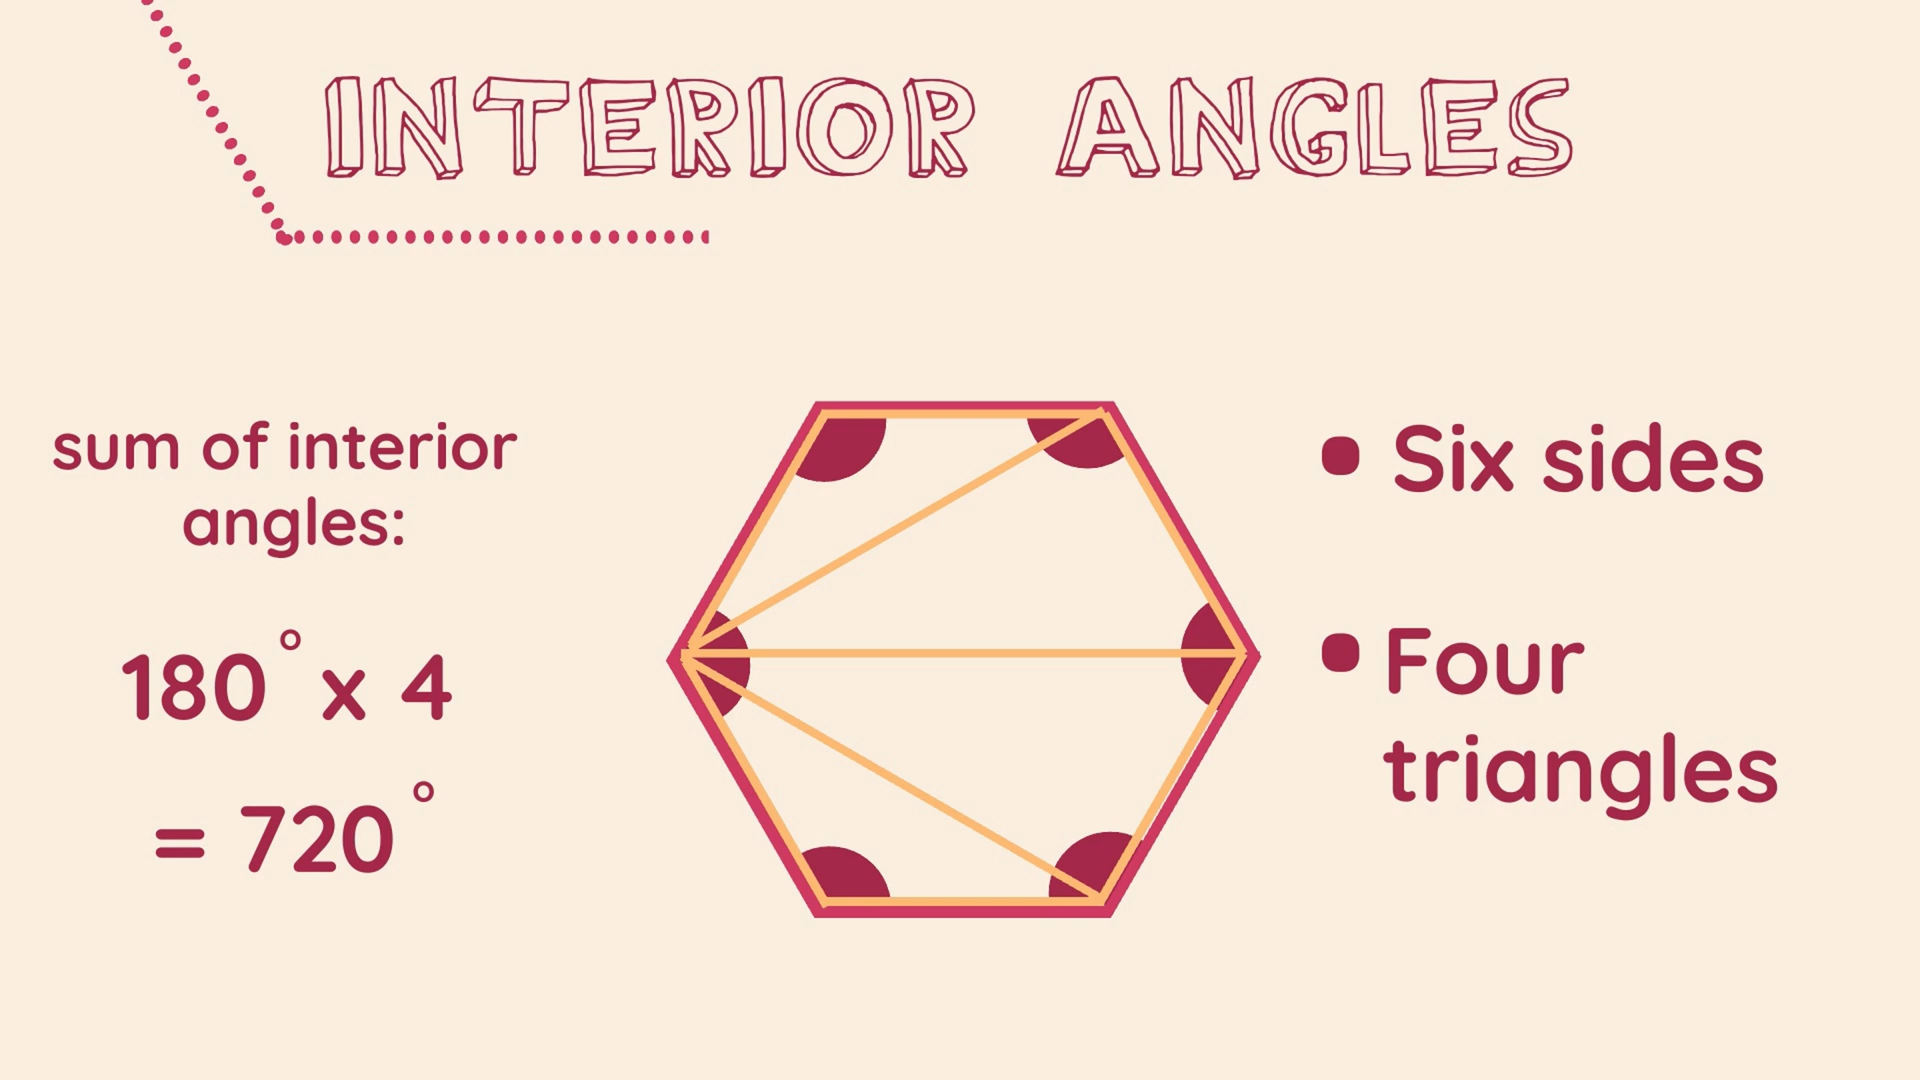 INTERIOR ANGLES
sum of interior
angles:
180° x 4
= 720°
• Six sides
• Four
triangles